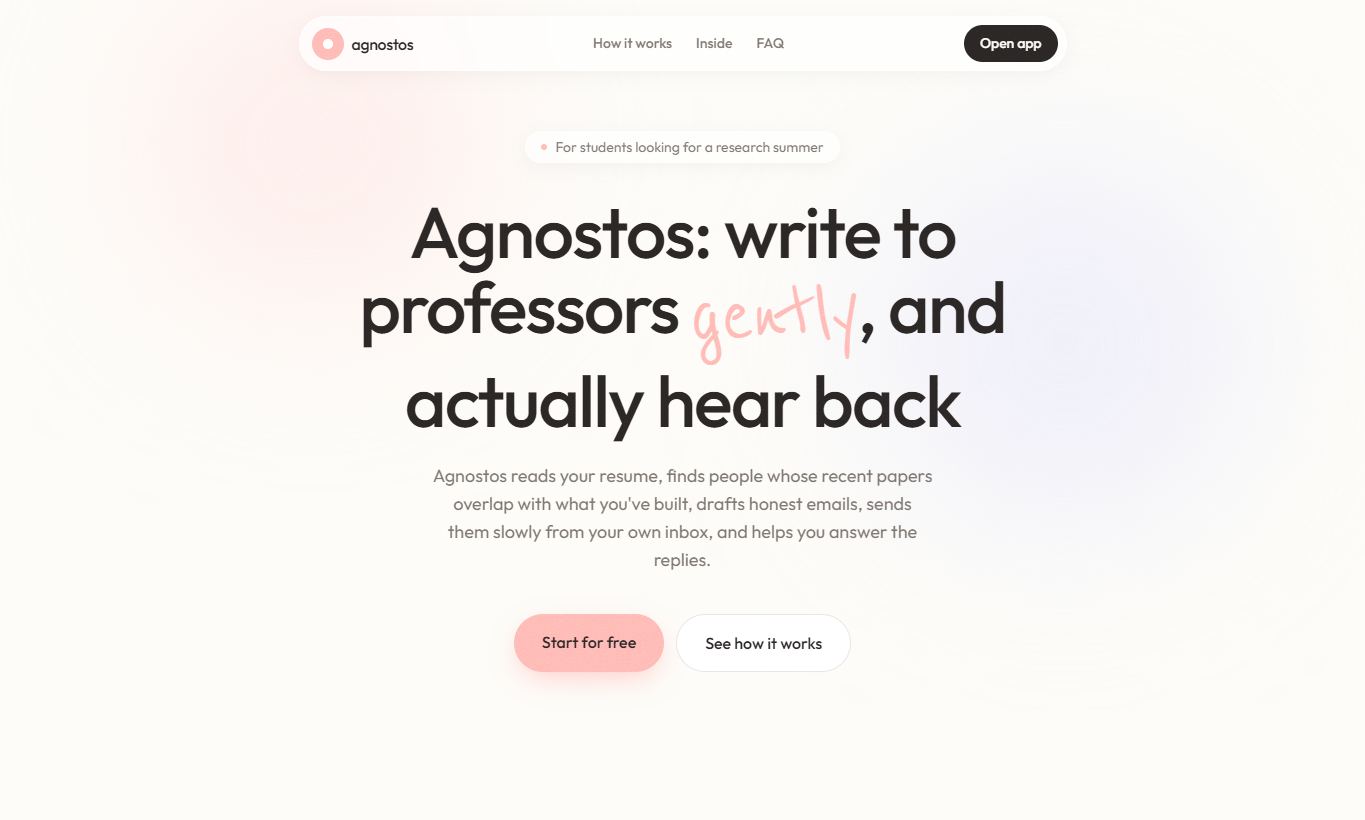 agnostos
How it works
Inside
FAQ
Open app
For students looking for a research summer
Agnostos: write to
professors gently, and
actually hear back
Agnostos reads your resume, finds people whose recent papers
overlap with what you've built, drafts honest emails, sends
them slowly from your own inbox, and helps you answer the
replies.
Start for free
See how it works